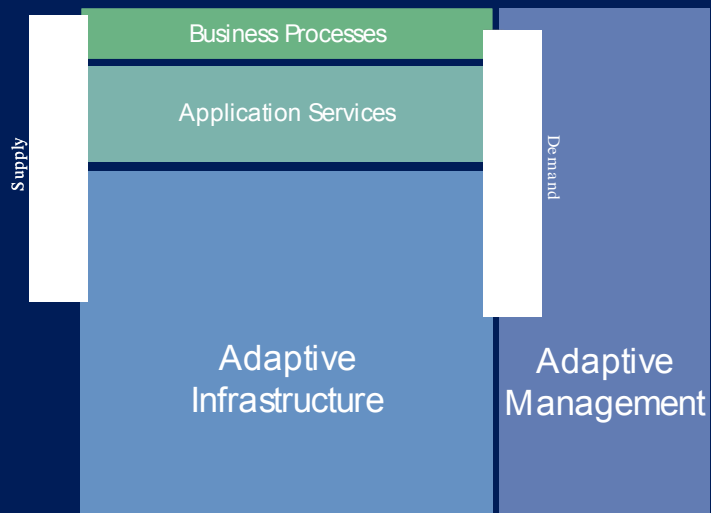 Business Processes
Application Services
Supply
Demand
Adaptive
Infrastructure
Adaptive
Management